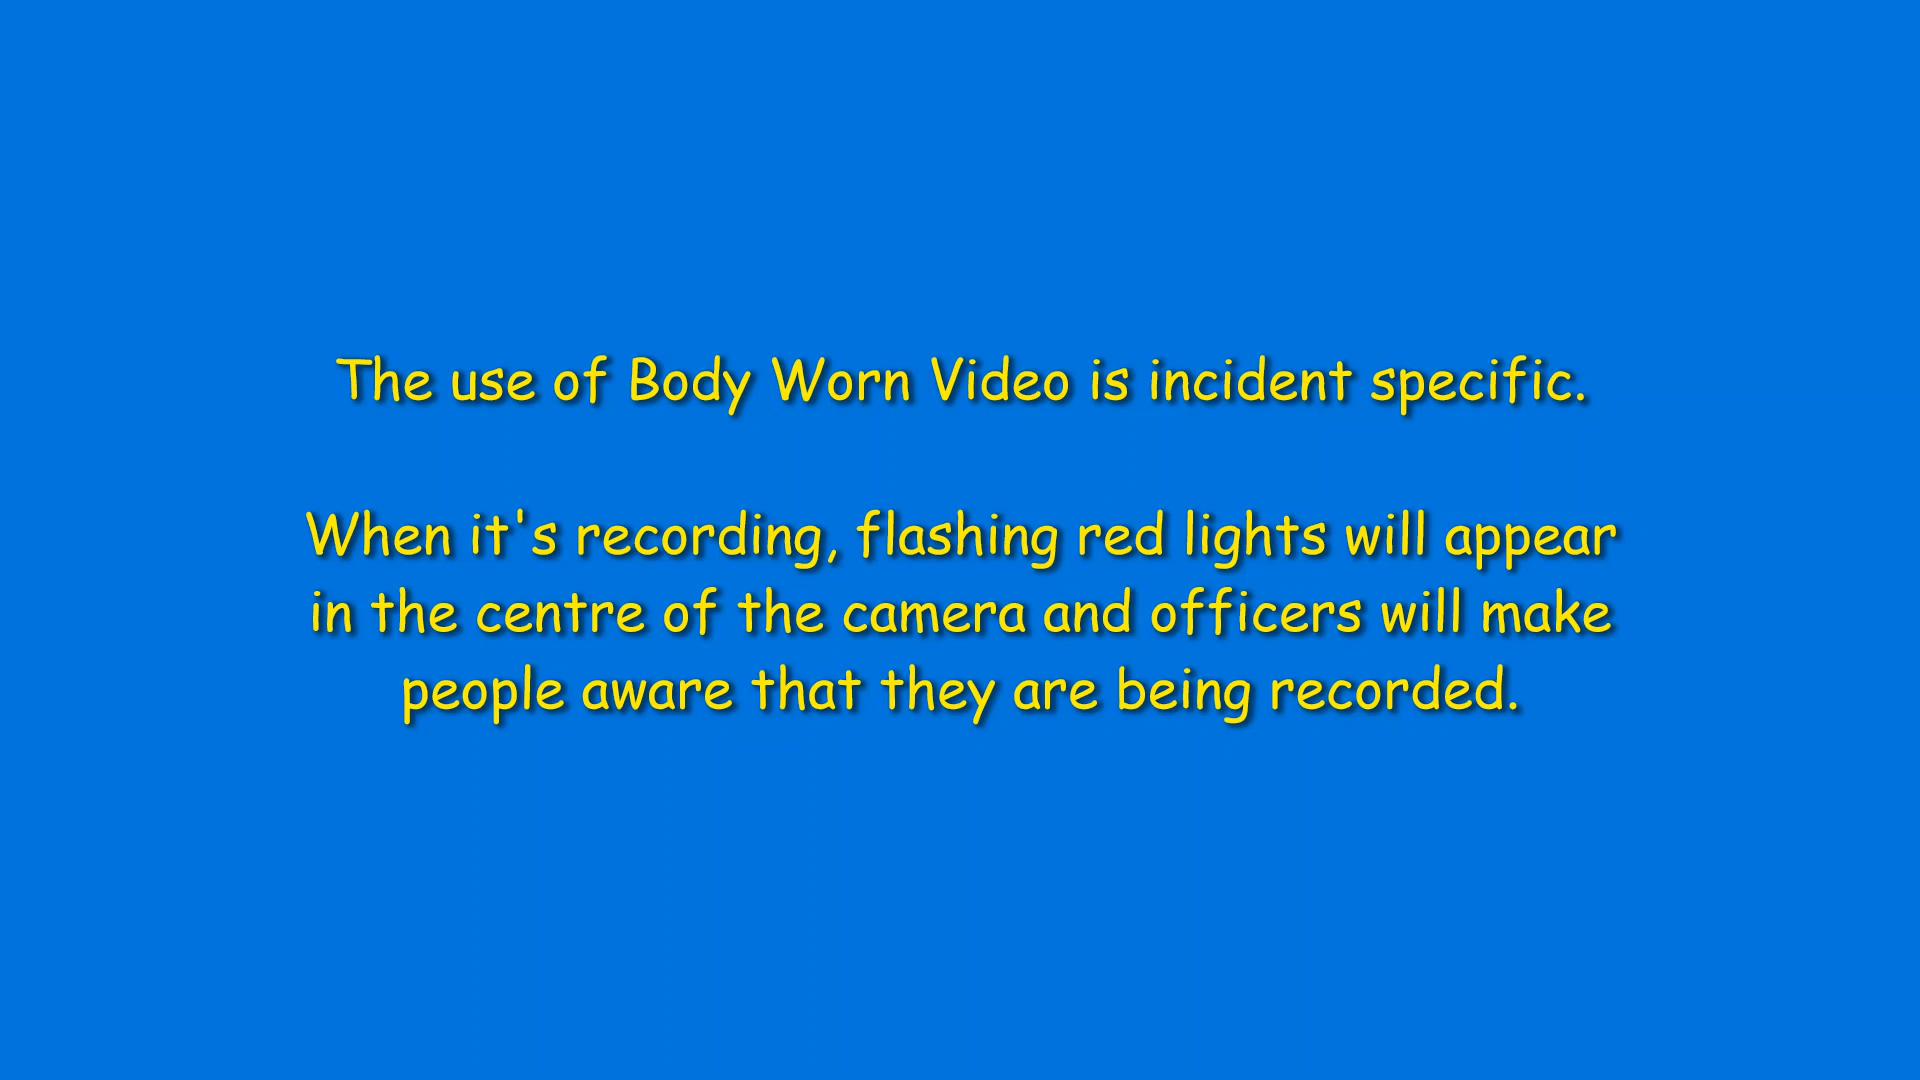 The use of Body Worn Video is incident specific.
When it's recording, flashing red lights will appear
in the centre of the camera and officers will make
people aware that they are being recorded.